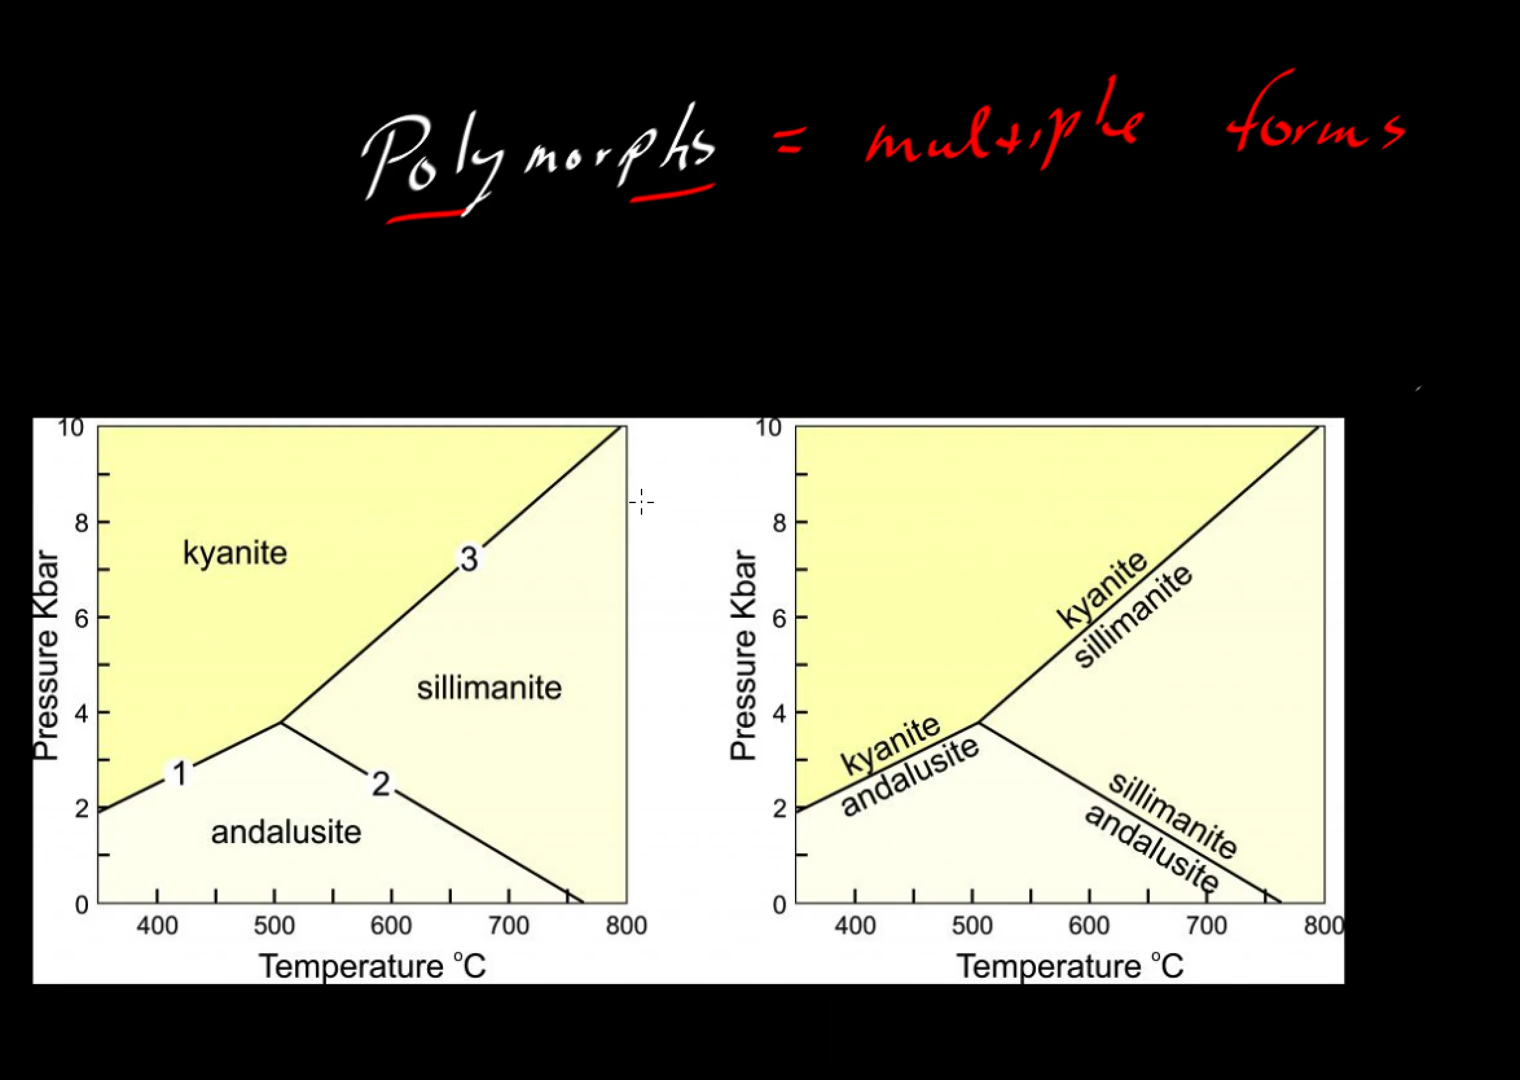 Polymorphs = multiple forms
10
8
6
4
2
0
Pressure Kbar
kyanite
3
sillimanite
1
2
andalusite
400 500 600 700 800
Temperature °C
10
8
6
4
2
0
Pressure Kbar
kyanite
sillimanite
kyanite
andalusite
sillimanite
andalusite
400 500 600 700 800
Temperature °C